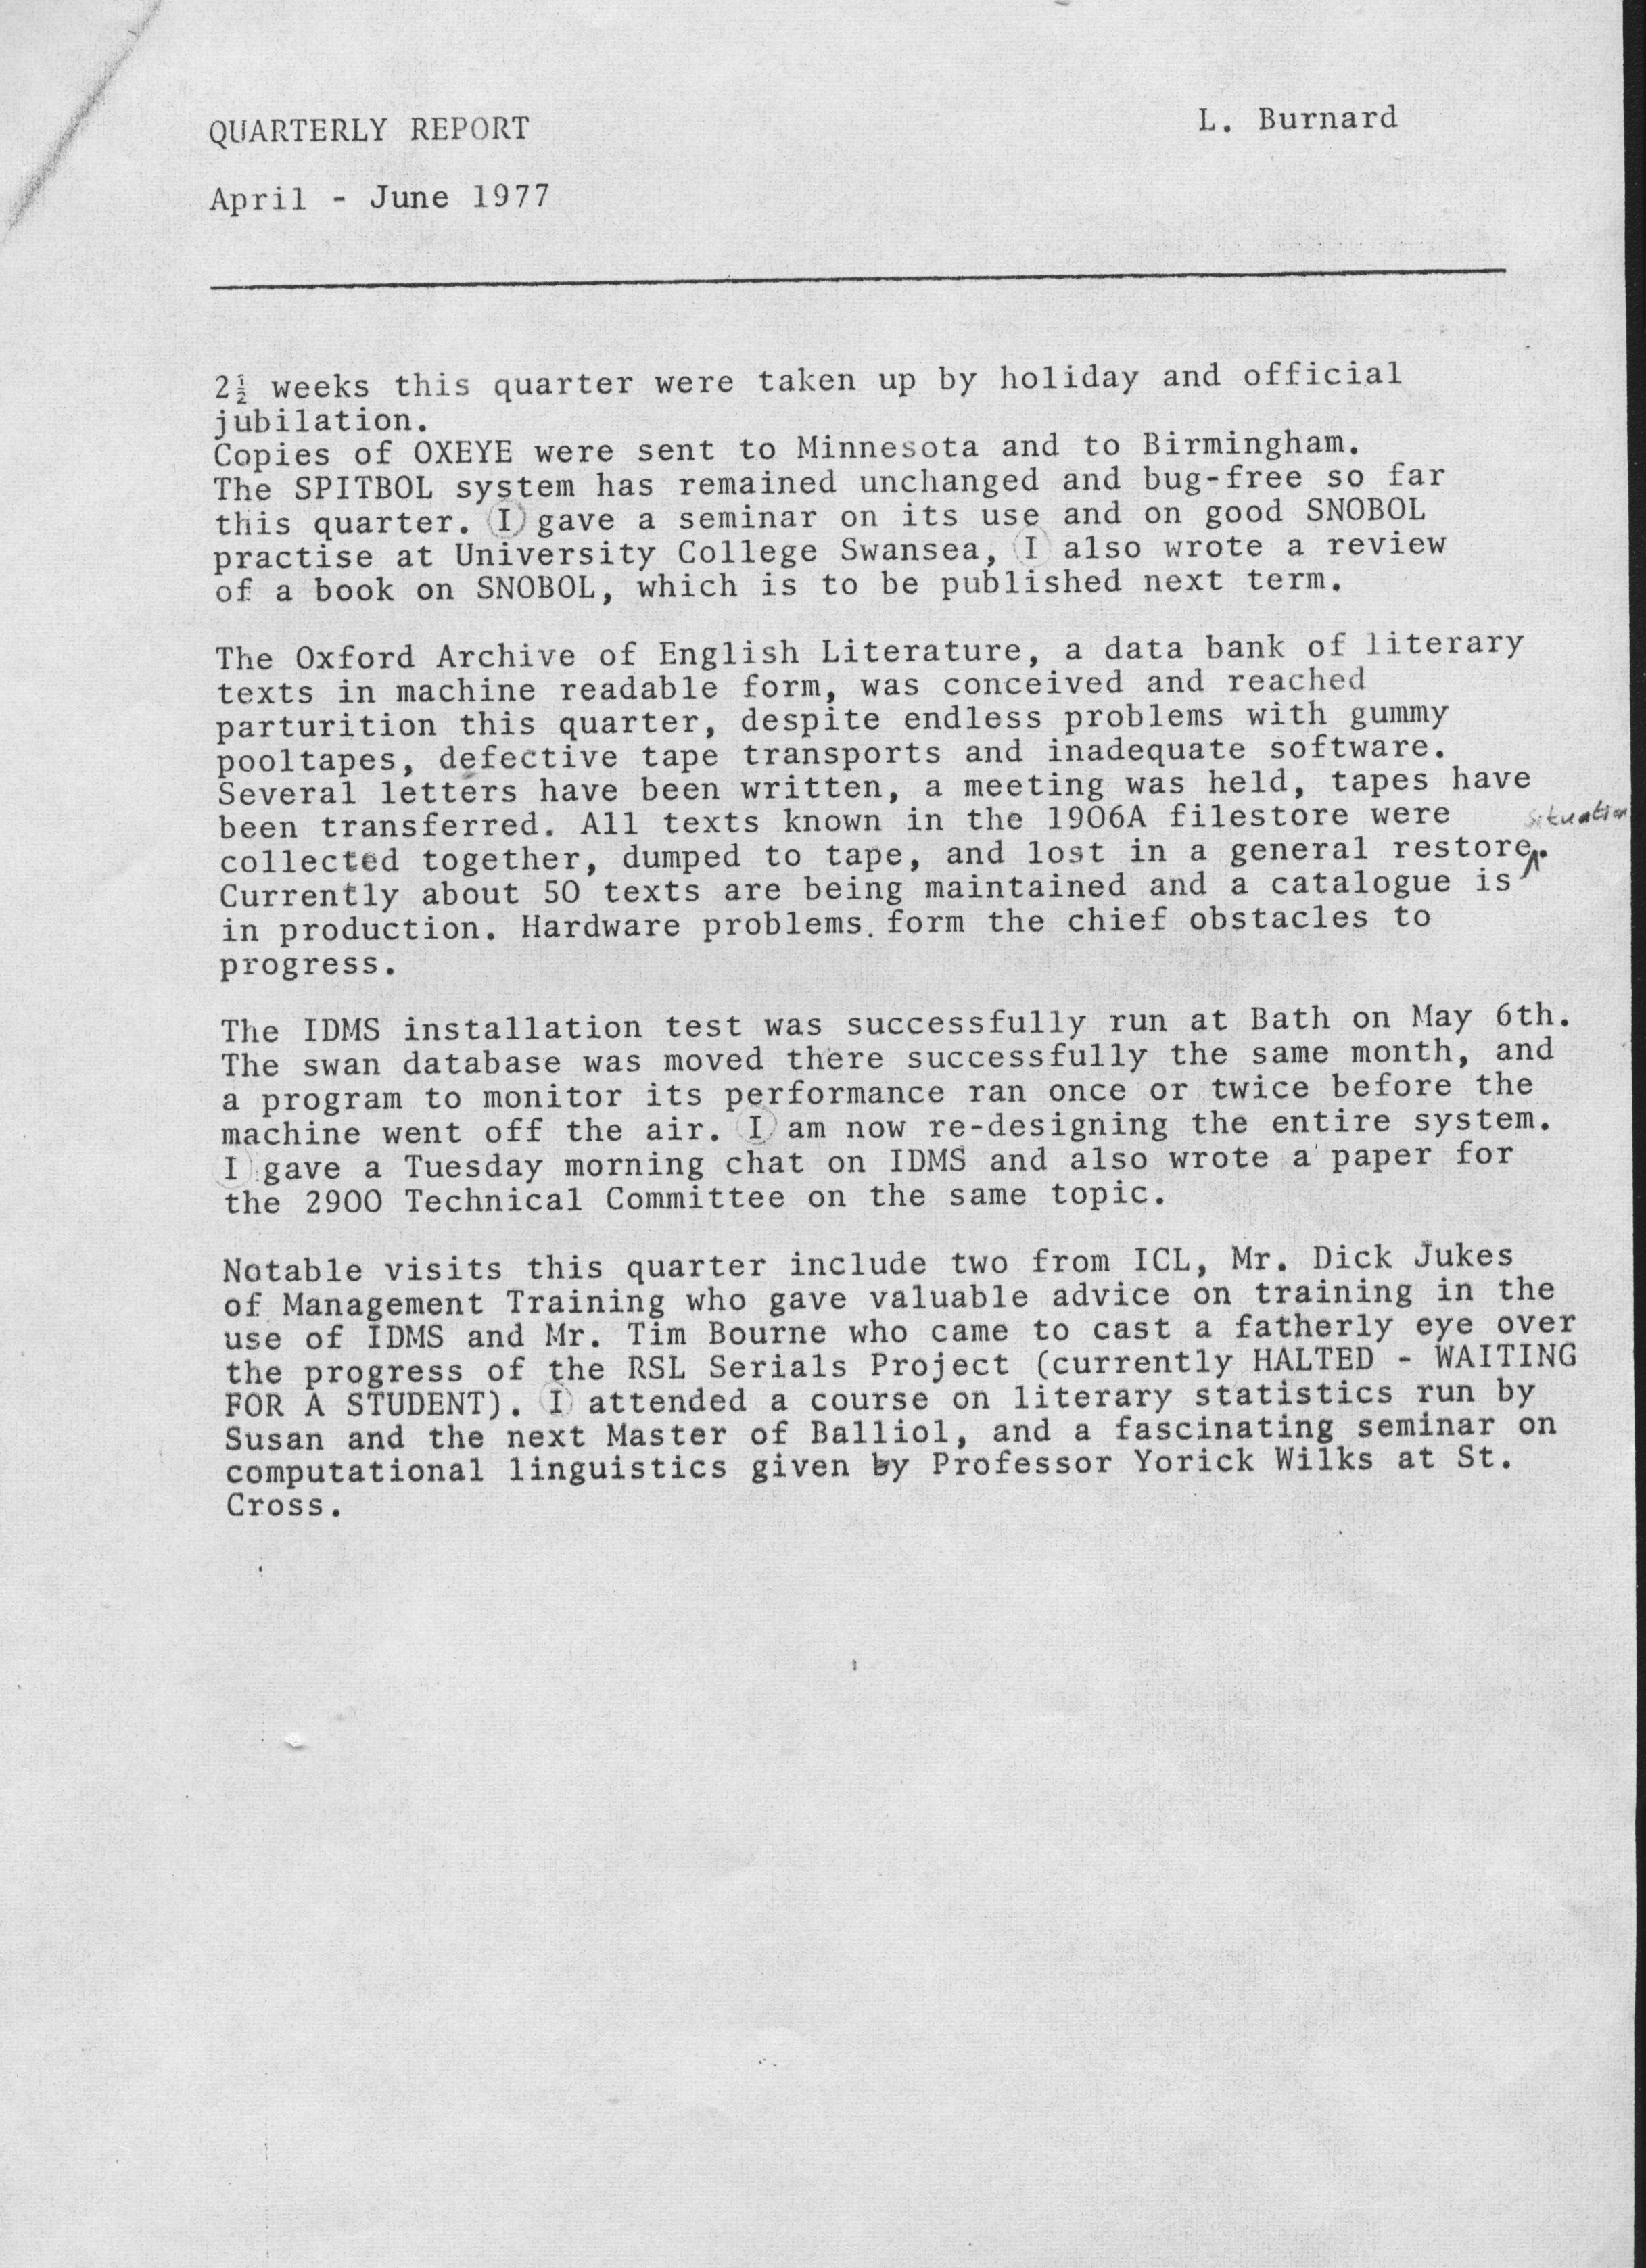 QUARTERLY REPORT
L. Burnard
April - June 1977
2½ weeks this quarter were taken up by holiday and official
jubilation.
Copies of OXEYE were sent to Minnesota and to Birmingham.
The SPITBOL system has remained unchanged and bug-free so far
this quarter. I gave a seminar on its use and on good SNOBOL
practise at University College Swansea, I also wrote a review
of a book on SNOBOL, which is to be published next term.
The Oxford Archive of English Literature, a data bank of literary
texts in machine readable form, was conceived and reached
parturition this quarter, despite endless problems with gummy
pooltapes, defective tape transports and inadequate software.
Several letters have been written, a meeting was held, tapes have
been transferred. All texts known in the 1906A filestore were
situation
collected together, dumped to tape, and lost in a general restore.
Currently about 50 texts are being maintained and a catalogue is
in production. Hardware problems. form the chief obstacles to
progress.
The IDMS installation test was successfully run at Bath on May 6th.
The swan database was moved there successfully the same month, and
a program to monitor its performance ran once or twice before the
machine went off the air. I am now re-designing the entire system.
I gave a Tuesday morning chat on IDMS and also wrote a paper for
the 2900 Technical Committee on the same topic.
Notable visits this quarter include two from ICL, Mr. Dick Jukes
of Management Training who gave valuable advice on training in the
use of IDMS and Mr. Tim Bourne who came to cast a fatherly eye over
the progress of the RSL Serials Project (currently HALTED - WAITING
FOR A STUDENT). I attended a course on literary statistics run by
Susan and the next Master of Balliol, and a fascinating seminar on
computational linguistics given by Professor Yorick Wilks at St.
Cross.